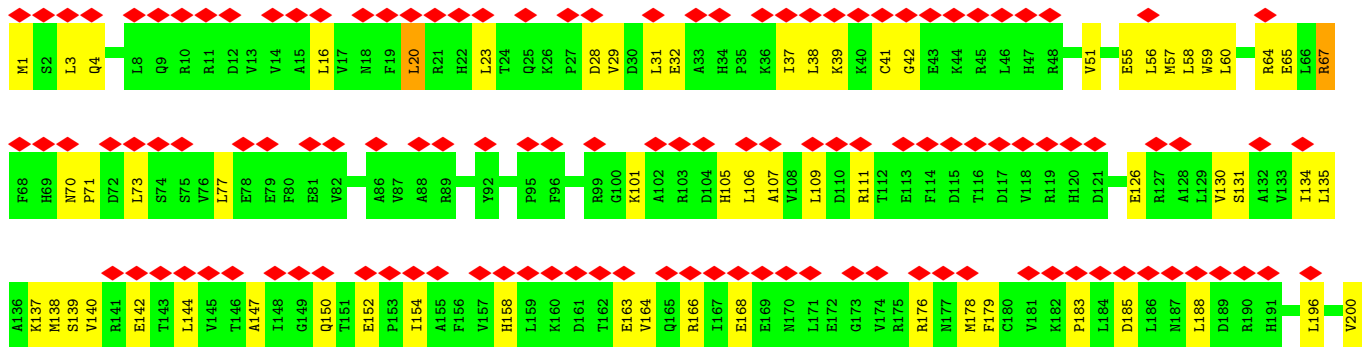 M1 S2 L3 Q4 L8 Q9 R10 R11 D12 V13 V14 A15 L16 V17 N18 F19 L20 R21 H22 L23 T24 Q25 K26 P27 D28 V29 D30 L31 E32 A33 H34 P35 K36 I37 L38 K39 K40 C41 G42 E43 K44 R45 L46 H47 R48 V51 E55 L56 M57 L58 W59 L60 R64 E65 L66 R67
F68 H69 N70 P71 D72 L73 S74 S75 V76 L77 E78 E79 F80 E81 V82 A86 V87 A88 R89 Y92 P95 F96 R99 G100 K101 A102 R103 D104 H105 L106 A107 V108 L109 D110 R111 T112 E113 F114 D115 T116 D117 V118 R119 H120 D121 E126 R127 A128 L129 V130 S131 A132 V133 I134 L135
A136 K137 M138 S139 V140 R141 E142 T143 L144 V145 T146 A147 I148 G149 Q150 T151 E152 P153 I154 A155 F156 V157 H158 L159 K160 D161 T162 E163 V164 Q165 R166 I167 E168 E169 N170 L171 E172 G173 V174 R175 R176 N177 M178 F179 C180 V181 K182 P183 L184 D185 L186 N187 L188 D189 R190 H191 L196 V200